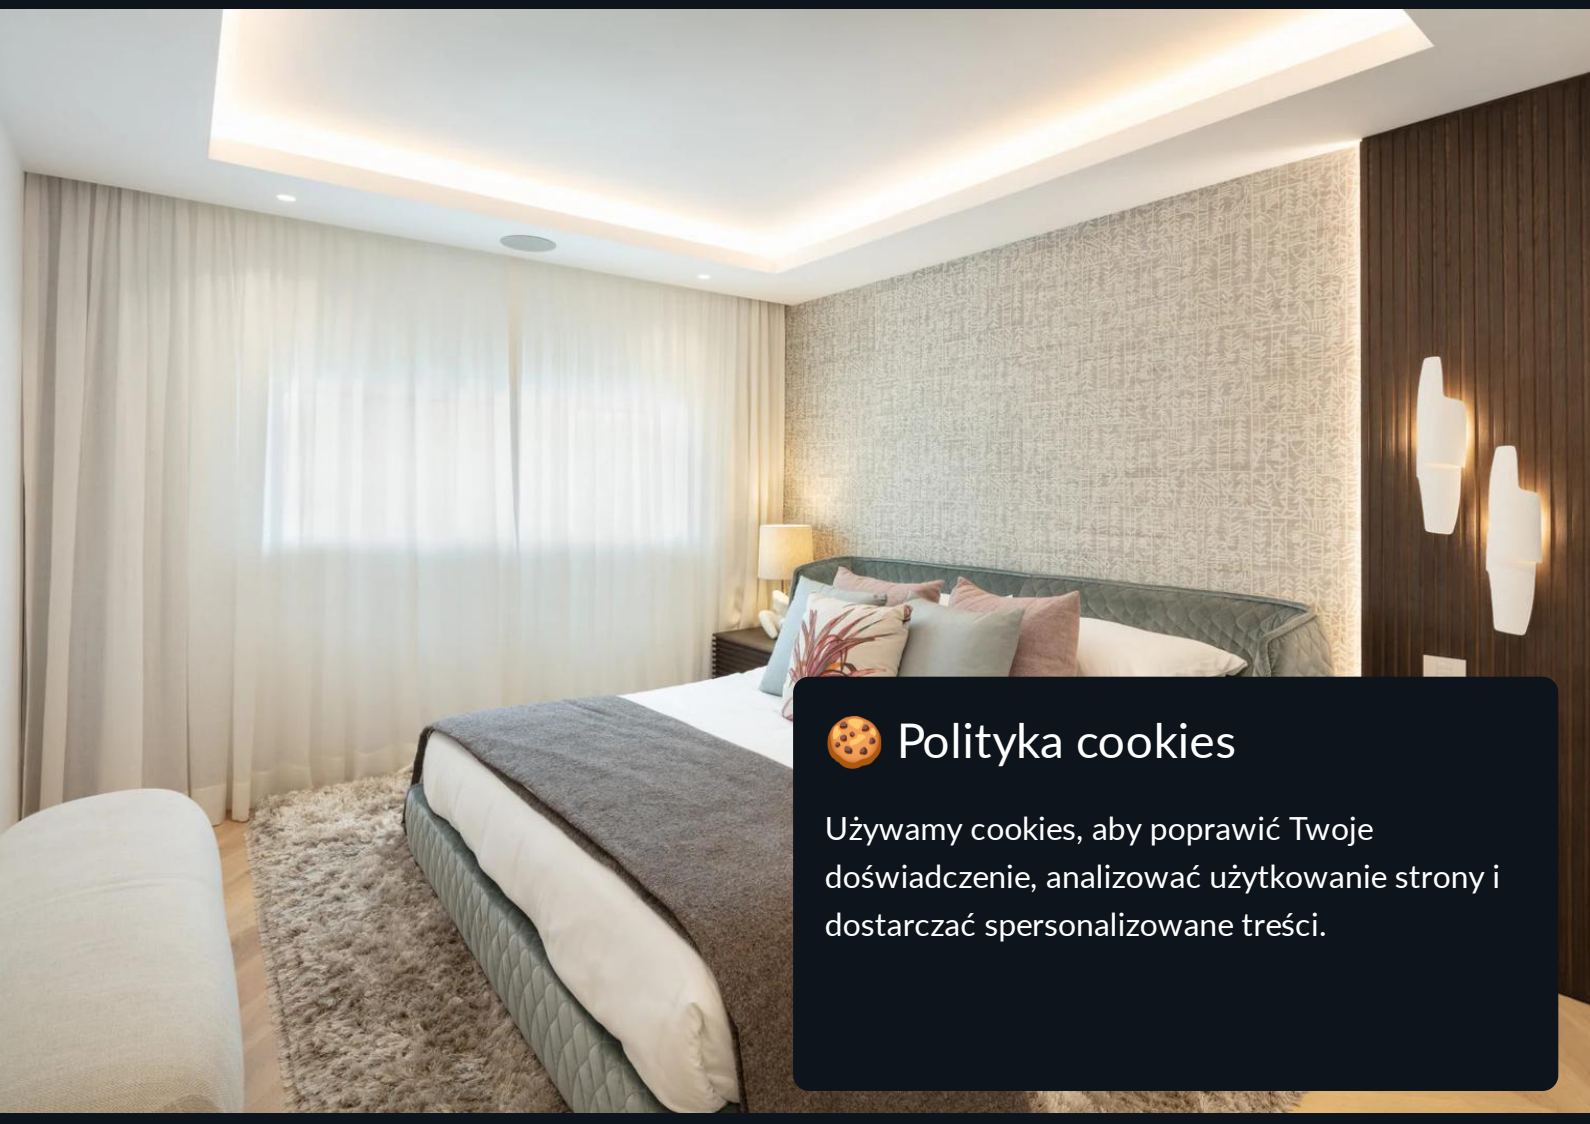 🍪 Polityka cookies
Używamy cookies, aby poprawić Twoje
doświadczenie, analizować użytkowanie strony i
dostarczać spersonalizowane treści.